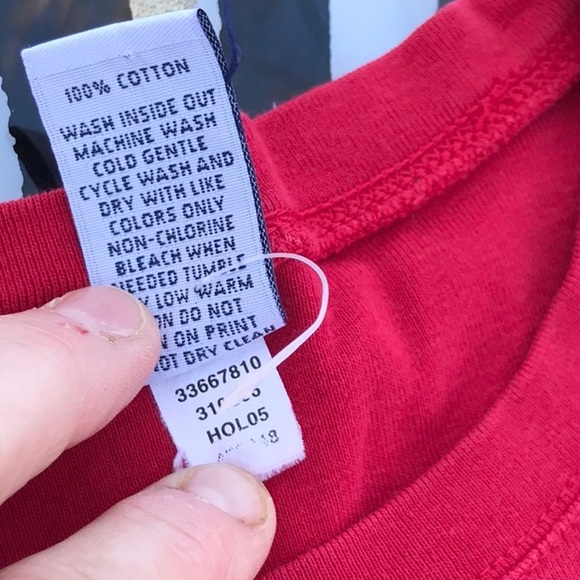 100% COTTON
WASH INSIDE OUT
MACHINE WASH
COLD GENTLE
CYCLE WASH AND
DRY WITH LIKE
COLORS ONLY
NON-CHLORINE
BLEACH WHEN
NEEDED TUMBLE
LOW WARM
DO NOT
ON PRINT
NOT DRY CLEAN
33667810
HOL05